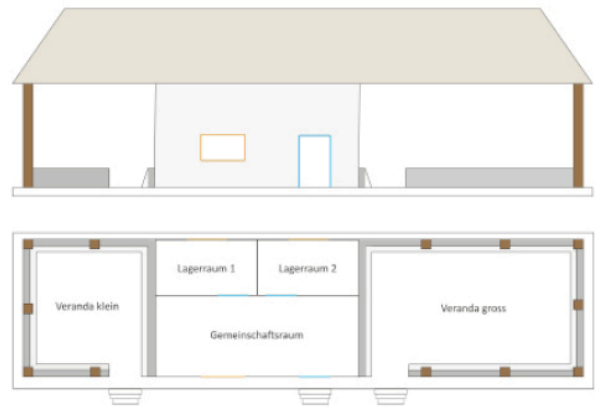 Lagerraum 1
Lagerraum 2
Veranda klein
Veranda gross
Gemeinschaftsraum